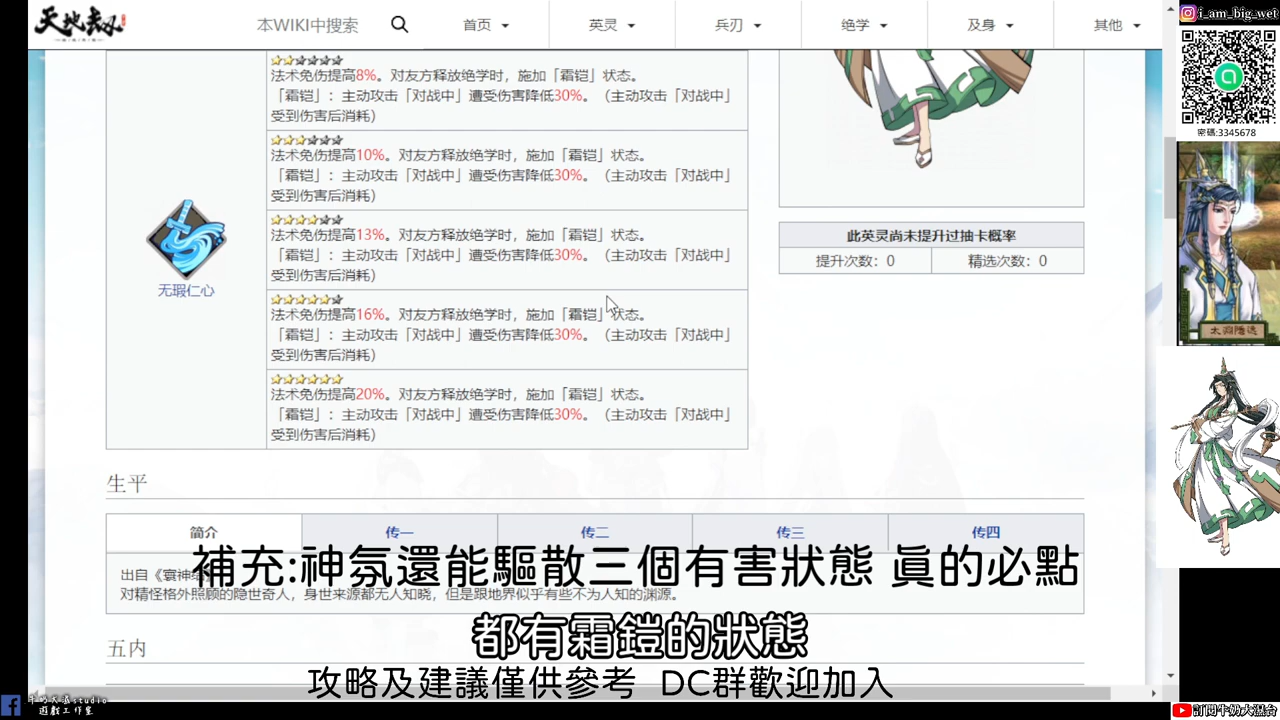 天地劫
本WIKI中搜索
首页
英灵
兵刃
绝学
及身
其他
i_am_big_wet
密碼:3345678
法术免伤提高8%。对友方释放绝学时，施加「霜铠」状态。
「霜铠」：主动攻击「对战中」遭受伤害降低30%。（主动攻击「对战中」
受到伤害后消耗）
法术免伤提高10%。对友方释放绝学时，施加「霜铠」状态。
「霜铠」：主动攻击「对战中」遭受伤害降低30%。（主动攻击「对战中」
受到伤害后消耗）
法术免伤提高13%。对友方释放绝学时，施加「霜铠」状态。
「霜铠」：主动攻击「对战中」遭受伤害降低30%。（主动攻击「对战中」
受到伤害后消耗）
法术免伤提高16%。对友方释放绝学时，施加「霜铠」状态。
「霜铠」：主动攻击「对战中」遭受伤害降低30%。（主动攻击「对战中」
受到伤害后消耗）
法术免伤提高20%。对友方释放绝学时，施加「霜铠」状态。
「霜铠」：主动攻击「对战中」遭受伤害降低30%。（主动攻击「对战中」
受到伤害后消耗）
无瑕仁心
此英灵尚未提升过抽卡概率
提升次数：0
精选次数：0
生平
简介
传一
传二
传三
传四
出自《寰神
对精怪格外照顾的隐世奇人，身世来源都无人知晓，但是跟地界似乎有些不为人知的渊源。
補充:神氛還能驅散三個有害狀態 真的必點
五内
都有霜鎧的狀態
攻略及建議僅供參考 DC群歡迎加入
遊戲工作室
訂閱牛奶大濕台